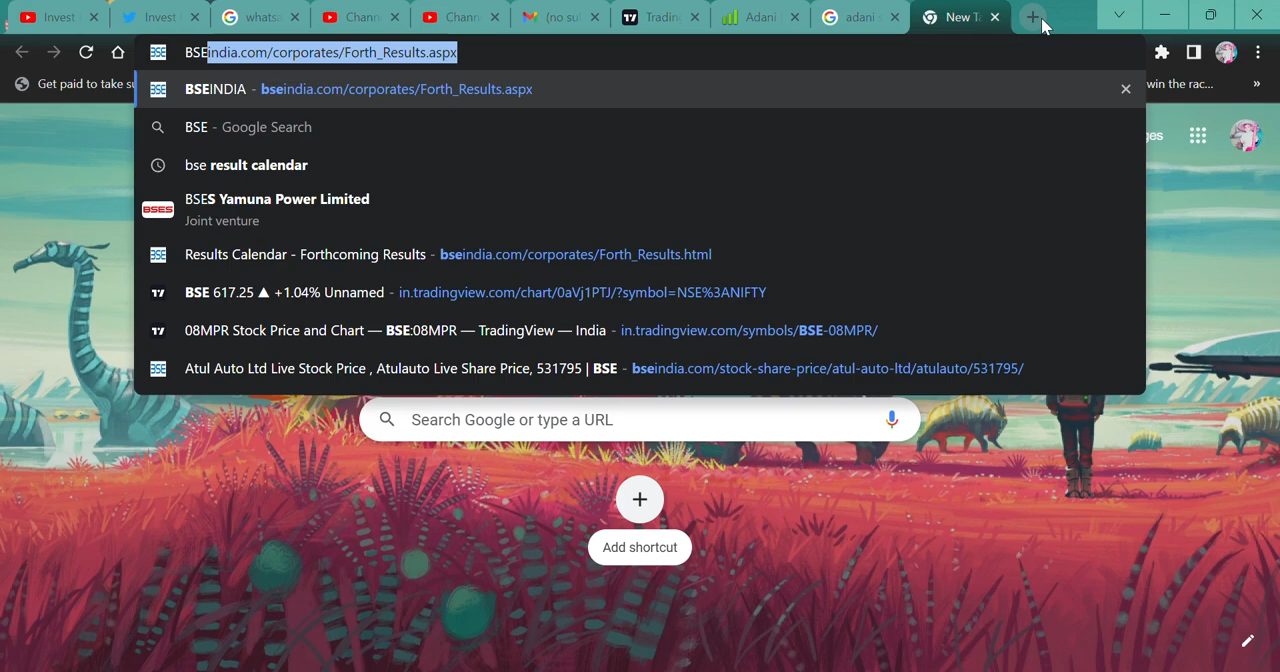 Invest
Invest
whats
Chann
Chann
(no su
Tradin
Adani
adani
New T
BSEindia.com/corporates/Forth_Results.aspx
Get paid to take su
win the rac...
»
BSEINDIA - bseindia.com/corporates/Forth_Results.aspx
BSE - Google Search
ges
bse result calendar
BSES
BSES Yamuna Power Limited
Joint venture
BSE Results Calendar - Forthcoming Results - bseindia.com/corporates/Forth_Results.html
BSE 617.25 ▲ +1.04% Unnamed - in.tradingview.com/chart/0aVj1PTJ/?symbol=NSE%3ANIFTY
08MPR Stock Price and Chart — BSE:08MPR — TradingView — India - in.tradingview.com/symbols/BSE-08MPR/
BSE Atul Auto Ltd Live Stock Price , Atulauto Live Share Price, 531795 | BSE - bseindia.com/stock-share-price/atul-auto-ltd/atulauto/531795/
Search Google or type a URL
Add shortcut